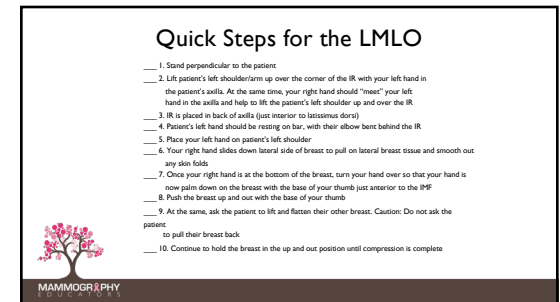 Quick Steps for the LMLO
___ 1. Stand perpendicular to the patient
___ 2. Lift patient's left shoulder/arm up over the corner of the IR with your left hand in
the patient's axilla. At the same time, your right hand should "meet" your left
hand in the axilla and help to lift the patient's left shoulder up and over the IR
___ 3. IR is placed in back of axilla (just interior to latissimus dorsi)
___ 4. Patient's left hand should be resting on bar, with their elbow bent behind the IR
___ 5. Place your left hand on patient's left shoulder
___ 6. Your right hand slides down lateral side of breast to pull on lateral breast tissue and smooth out
any skin folds
___ 7. Once your right hand is at the bottom of the breast, turn your hand over so that your hand is
now palm down on the breast with the base of your thumb just anterior to the IMF
___ 8. Push the breast up and out with the base of your thumb
___ 9. At the same, ask the patient to lift and flatten their other breast. Caution: Do not ask the
patient
to pull their breast back
___ 10. Continue to hold the breast in the up and out position until compression is complete
MAMMOGRAPHY
EDUCATORS